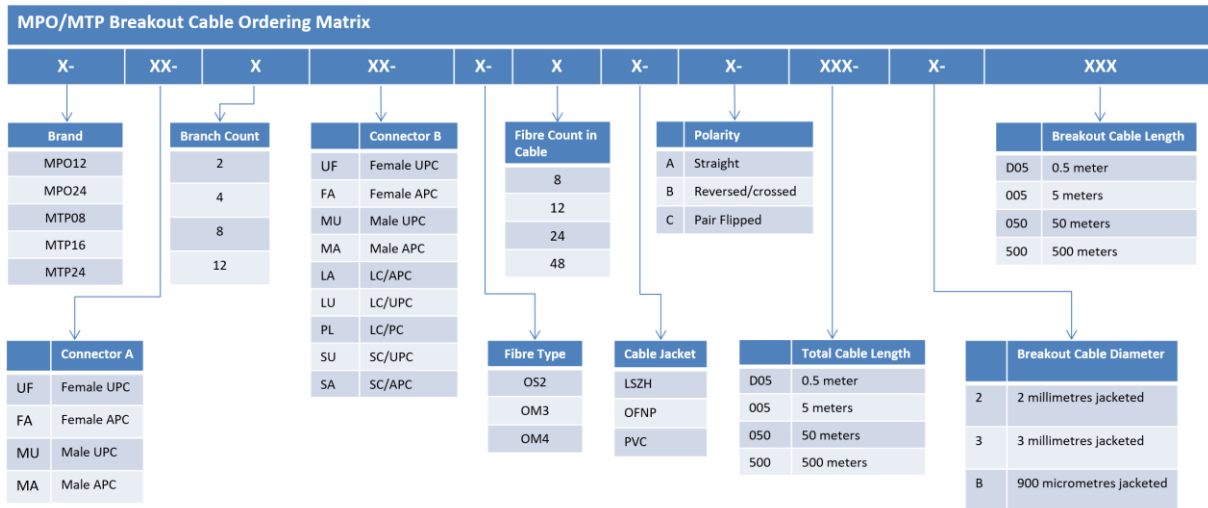 MPO/MTP Breakout Cable Ordering Matrix
X- XX- X XX- X- X X- X- XXX- X- XXX
Brand
MPO12
MPO24
MTP08
MTP16
MTP24
Branch Count
2
4
8
12
Connector B
UF Female UPC
FA Female APC
MU Male UPC
MA Male APC
LA LC/APC
LU LC/UPC
PL LC/PC
SU SC/UPC
SA SC/APC
Fibre Count in
Cable
8
12
24
48
Polarity
A Straight
B Reversed/crossed
C Pair Flipped
Breakout Cable Length
D05 0.5 meter
005 5 meters
050 50 meters
500 500 meters
Connector A
UF Female UPC
FA Female APC
MU Male UPC
MA Male APC
Fibre Type
OS2
OM3
OM4
Cable Jacket
LSZH
OFNP
PVC
Total Cable Length
D05 0.5 meter
005 5 meters
050 50 meters
500 500 meters
Breakout Cable Diameter
2 2 millimetres jacketed
3 3 millimetres jacketed
B 900 micrometres jacketed